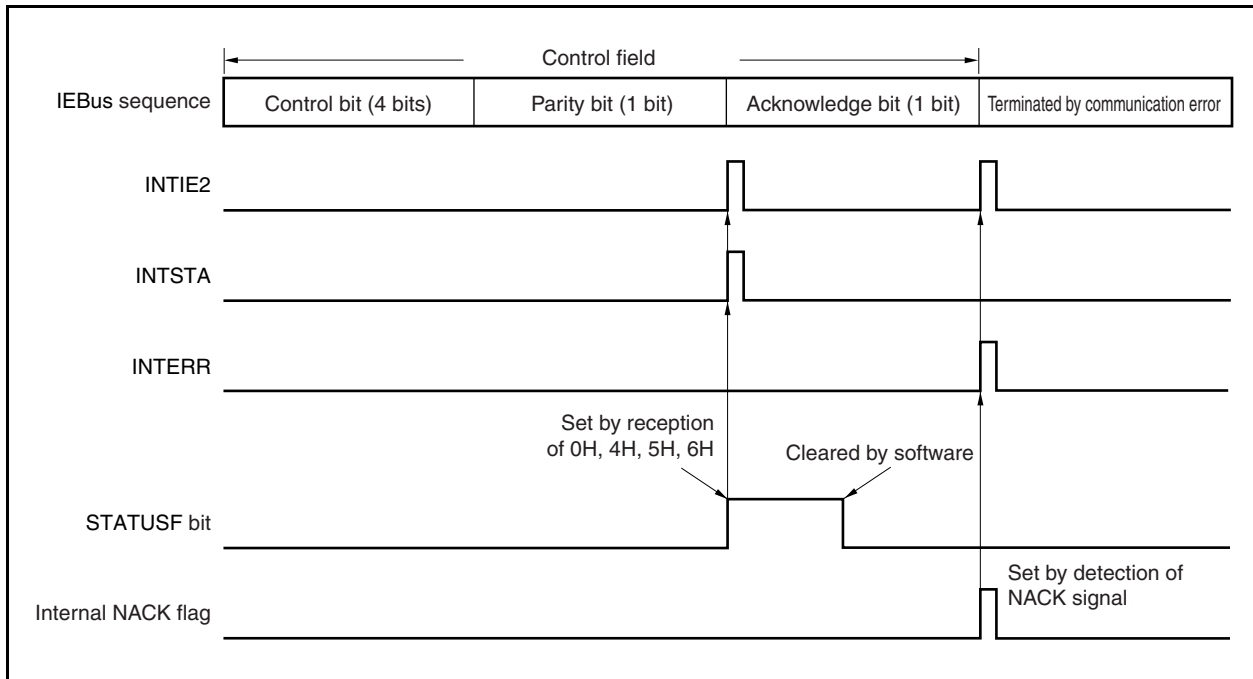 Control field
IEBus sequence
Control bit (4 bits)
Parity bit (1 bit)
Acknowledge bit (1 bit)
Terminated by communication error
INTIE2
INTSTA
INTERR
Set by reception
of 0H, 4H, 5H, 6H
Cleared by software
STATUSF bit
Set by detection of
NACK signal
Internal NACK flag